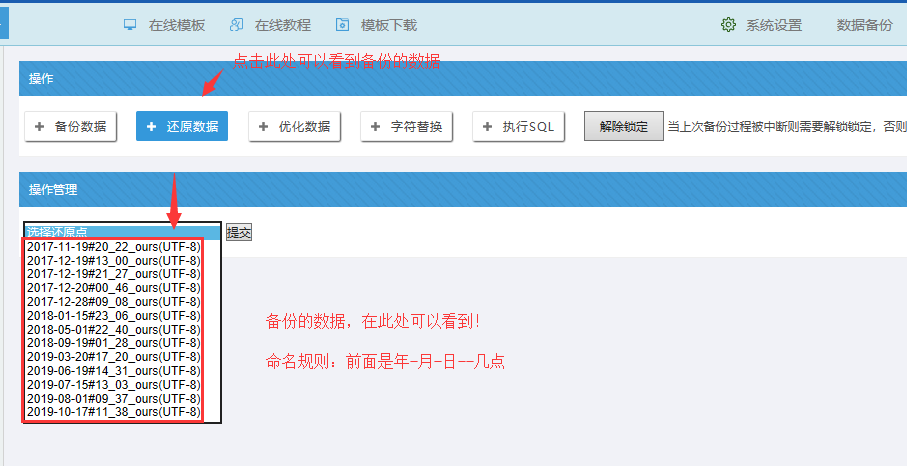 在线模板 在线教程 模板下载 系统设置 数据备份
点击此处可以看到备份的数据
操作
+ 备份数据 + 还原数据 + 优化数据 + 字符替换 + 执行SQL 解除锁定 当上次备份过程被中断则需要解锁锁定，否则
操作管理
选择还原点 提交
2017-11-19#20_22_ours(UTF-8)
2017-12-19#13_00_ours(UTF-8)
2017-12-19#21_27_ours(UTF-8)
2017-12-20#00_46_ours(UTF-8)
2017-12-28#09_08_ours(UTF-8)
2018-01-15#23_06_ours(UTF-8)
2018-05-01#22_40_ours(UTF-8)
2018-09-19#01_28_ours(UTF-8)
2019-03-20#17_20_ours(UTF-8)
2019-06-19#14_31_ours(UTF-8)
2019-07-15#13_03_ours(UTF-8)
2019-08-01#09_37_ours(UTF-8)
2019-10-17#11_38_ours(UTF-8)
备份的数据，在此处可以看到！
命名规则：前面是年-月-日--几点